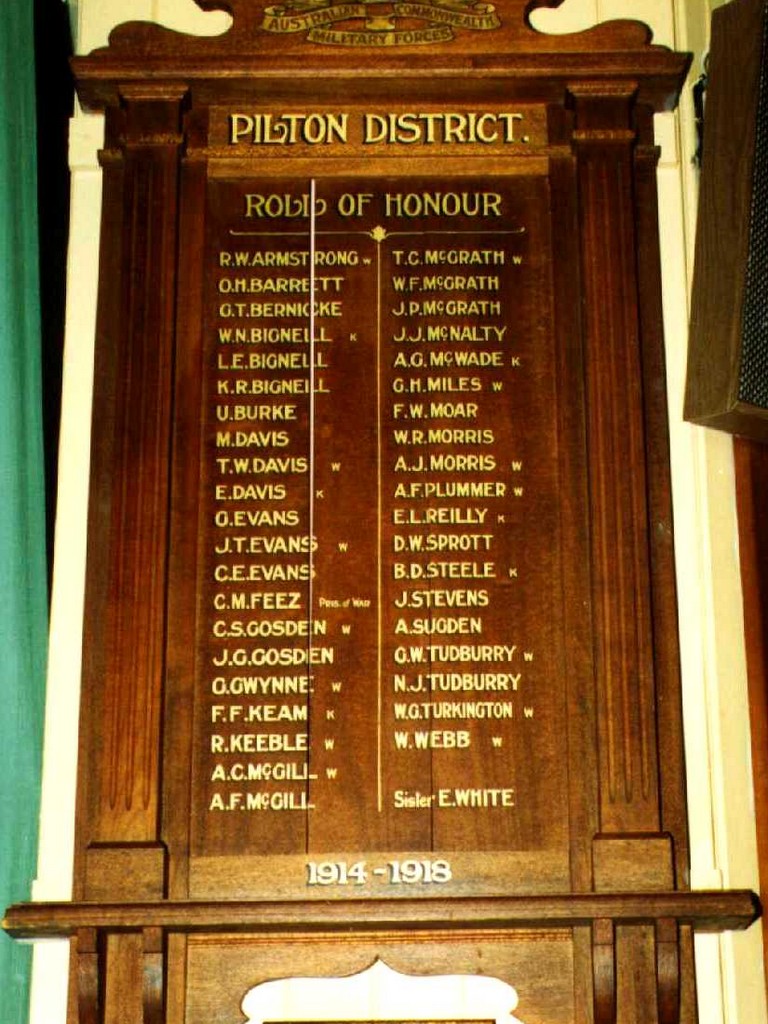 AUSTRALIAN COMMONWEALTH
MILITARY FORCES
PILTON DISTRICT.
ROLL OF HONOUR
R.W.ARMSTRONG W
O.H.BARRETT
O.T.BERNICKE
W.N.BIGNELL K
L.E.BIGNELL
K.R.BIGNELL
U.BURKE
M.DAVIS
T.W.DAVIS W
E.DAVIS K
G.EVANS
J.T.EVANS W
C.E.EVANS
C.M.FEEZ Pris. of War
C.S.GOSDEN W
J.G.GOSDEN
G.GWYNNE W
F.F.KEAM K
R.KEEBLE W
A.C.McGILL W
A.F.McGILL
T.C.McGRATH W
W.F.McGRATH
J.P.McGRATH
J.J.McNALTY
A.G.McWADE K
G.H.MILES W
F.W.MOAR
W.R.MORRIS
A.J.MORRIS W
A.F.PLUMMER W
E.L.REILLY K
D.W.SPROTT
B.D.STEELE K
J.STEVENS
A.SUGDEN
G.W.TUDBURRY W
N.J.TUDBURRY
W.G.TURKINGTON W
W.WEBB W
Sister E.WHITE
1914-1918